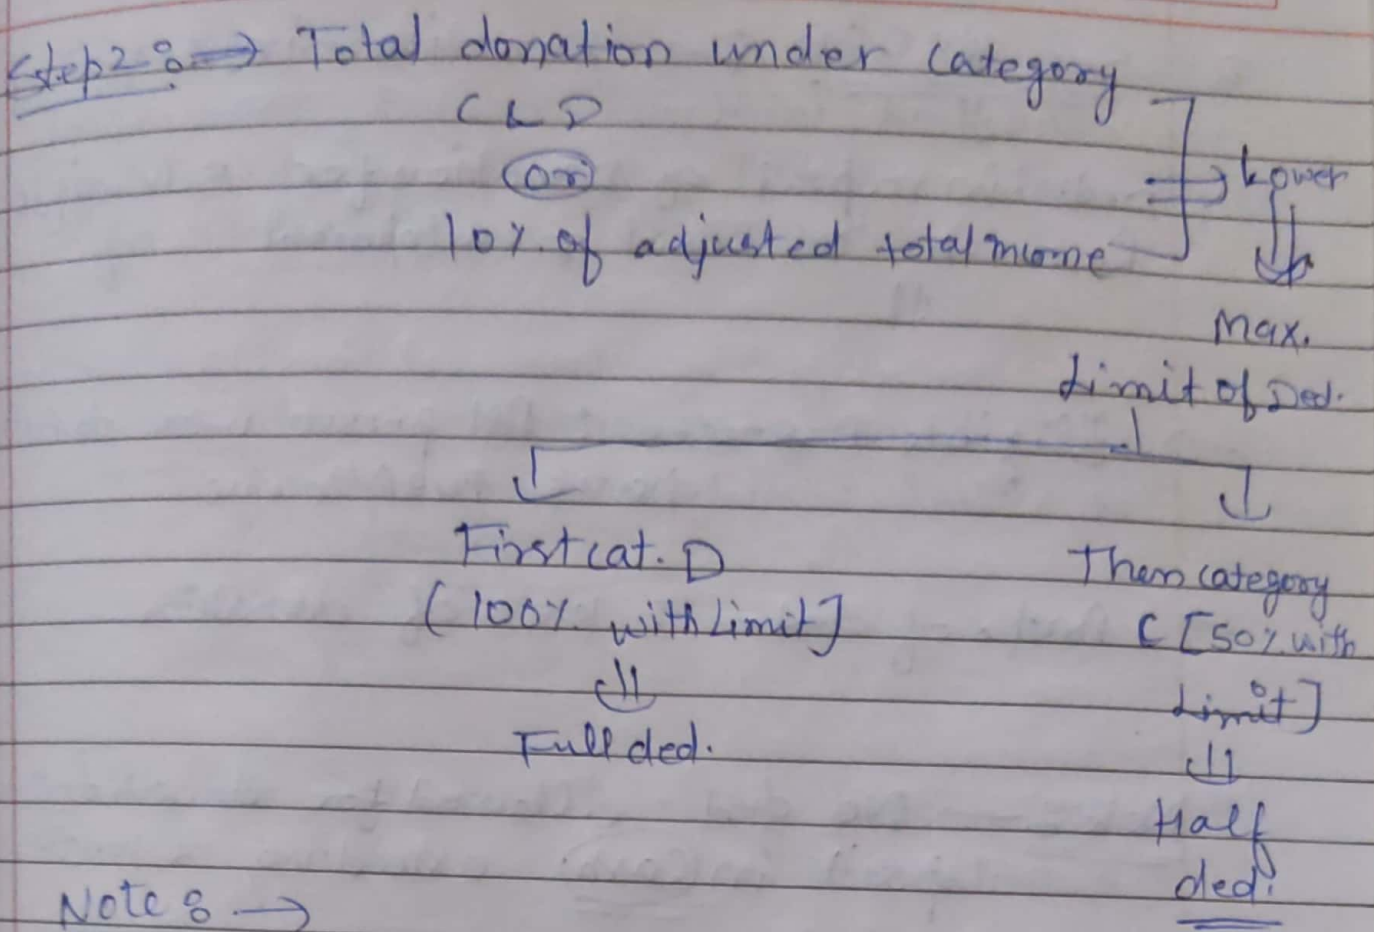 Step 2 :⇒ Total donation under category
C & D
(or)
10% of adjusted total income
⇒ Lower
Max.
Limit of Ded.
First cat. D
(100% with Limit]
Full ded.
Then category
C [50% with
Limit]
Half
ded.
Note :→